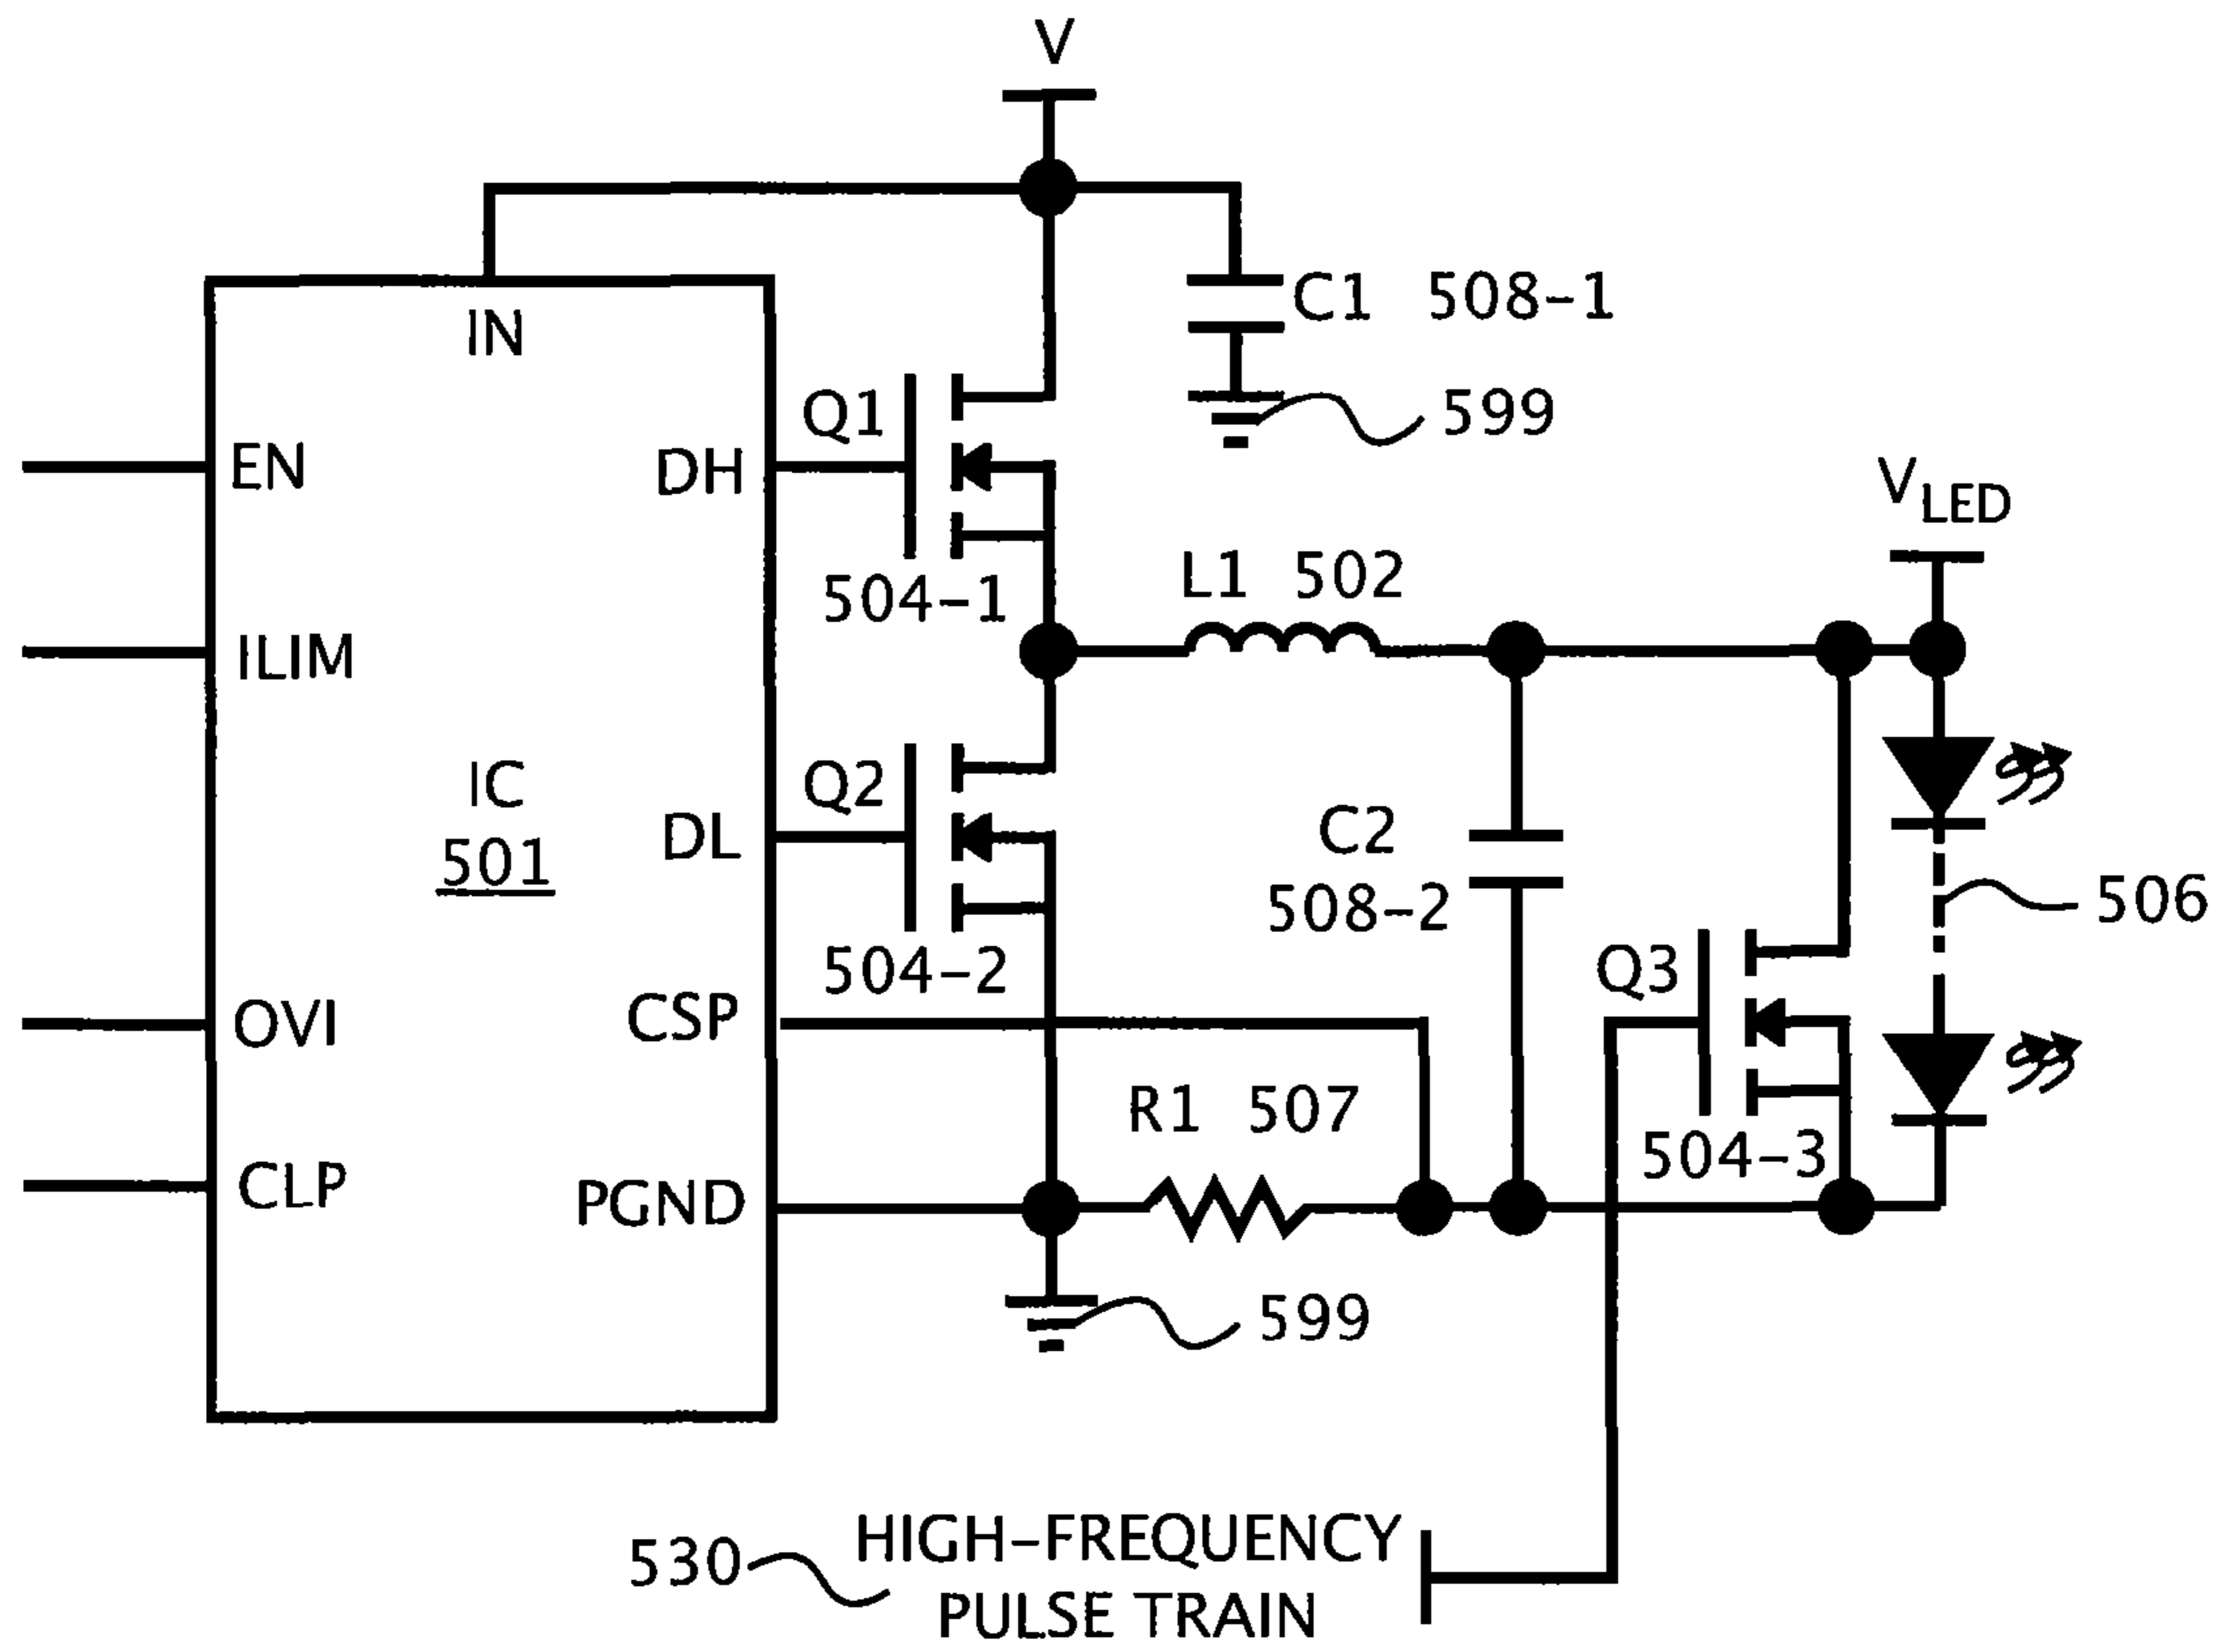 V
IN
C1 508-1
599
Q1
EN
DH
504-1
V LED
L1 502
ILIM
IC
501
Q2
DL
C2
508-2
506
504-2
Q3
CSP
OVI
R1 507
504-3
CLP
PGND
599
530
HIGH-FREQUENCY
PULSE TRAIN